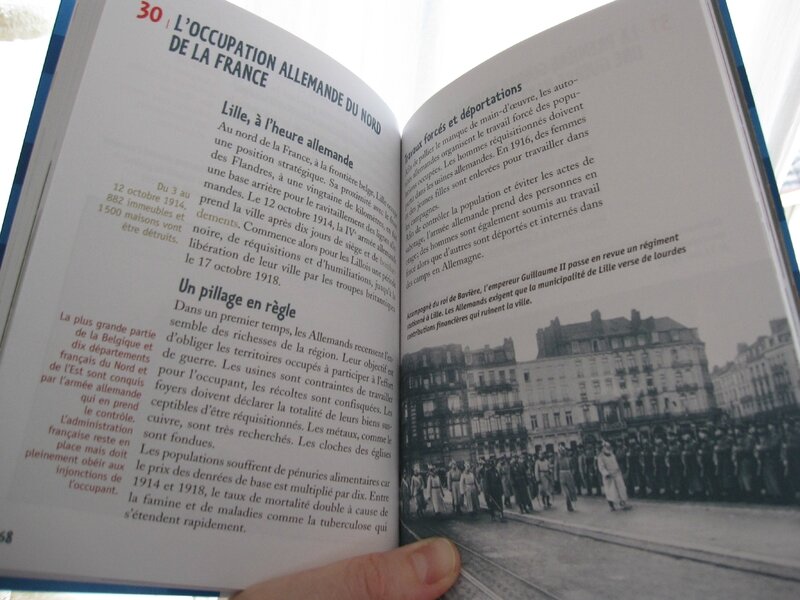 30 | L'OCCUPATION ALLEMANDE DU NORD
DE LA FRANCE
Lille, à l'heure allemande
Au nord de la France, à la frontière belge, Lille occupe
une position stratégique. Sa proximité avec le front
des Flandres, à une vingtaine de kilomètres, en fait
une base arrière pour le ravitaillement des lignes alle-
mandes. Le 12 octobre 1914, la IVe armée allemande
prend la ville après dix jours de siège et de bombar-
dements. Commence alors pour les Lillois une période
noire, de réquisitions et d'humiliations, jusqu'à la
libération de leur ville par les troupes britanniques
le 17 octobre 1918.
Du 3 au
12 octobre 1914,
882 immeubles et
1 500 maisons vont
être détruits.
Un pillage en règle
Dans un premier temps, les Allemands recensent l'en-
semble des richesses de la région. Leur objectif est
d'obliger les territoires occupés à participer à l'effort
de guerre. Les usines sont contraintes de travailler
pour l'occupant, les récoltes sont confisquées. Les
foyers doivent déclarer la totalité de leurs biens sus-
ceptibles d'être réquisitionnés. Les métaux, comme le
cuivre, sont très recherchés. Les cloches des églises
sont fondues.
Les populations souffrent de pénuries alimentaires car
le prix des denrées de base est multiplié par dix. Entre
1914 et 1918, le taux de mortalité double à cause de
la famine et de maladies comme la tuberculose qui
s'étendent rapidement.
La plus grande partie
de la Belgique et
dix départements
français du Nord et
de l'Est sont conquis
par l'armée allemande
qui en prend
le contrôle.
L'administration
française reste en
place mais doit
pleinement obéir aux
injonctions de
l'occupant.
68
Travaux forcés et déportations
pallier le manque de main-d'œuvre, les auto-
allemandes organisent le travail forcé des popu-
occupées. Les hommes réquisitionnés doivent
dans les usines allemandes. En 1916, des femmes
jeunes filles sont enlevées pour travailler dans
campagnes.
de contrôler la population et éviter les actes de
sabotage, l'armée allemande prend des personnes en
otage; des hommes sont également soumis au travail
forcé alors que d'autres sont déportés et internés dans
camps en Allemagne.
Accompagné du roi de Bavière, l'empereur Guillaume II passe en revue un régiment
cantonné à Lille. Les Allemands exigent que la municipalité de Lille verse de lourdes
contributions financières qui ruinent la ville.